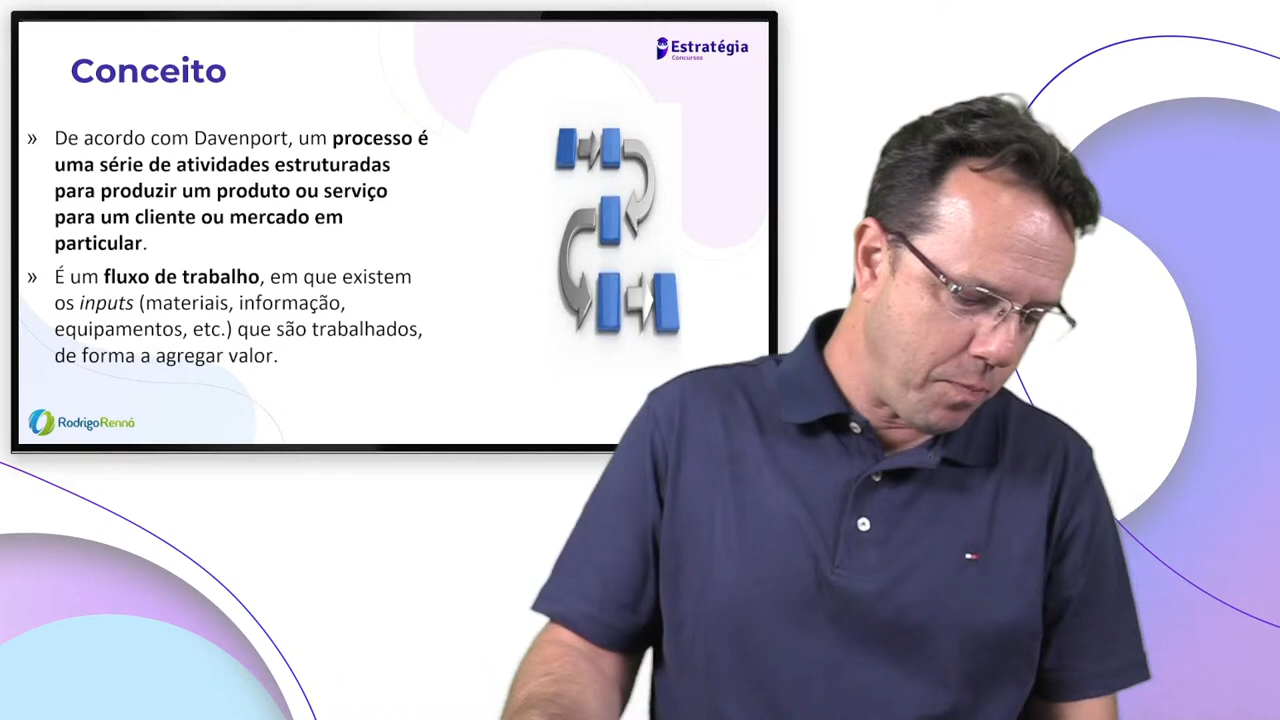 Conceito
Estratégia
Concursos
» De acordo com Davenport, um processo é
uma série de atividades estruturadas
para produzir um produto ou serviço
para um cliente ou mercado em
particular.
» É um fluxo de trabalho, em que existem
os inputs (materiais, informação,
equipamentos, etc.) que são trabalhados,
de forma a agregar valor.
RodrigoRennó